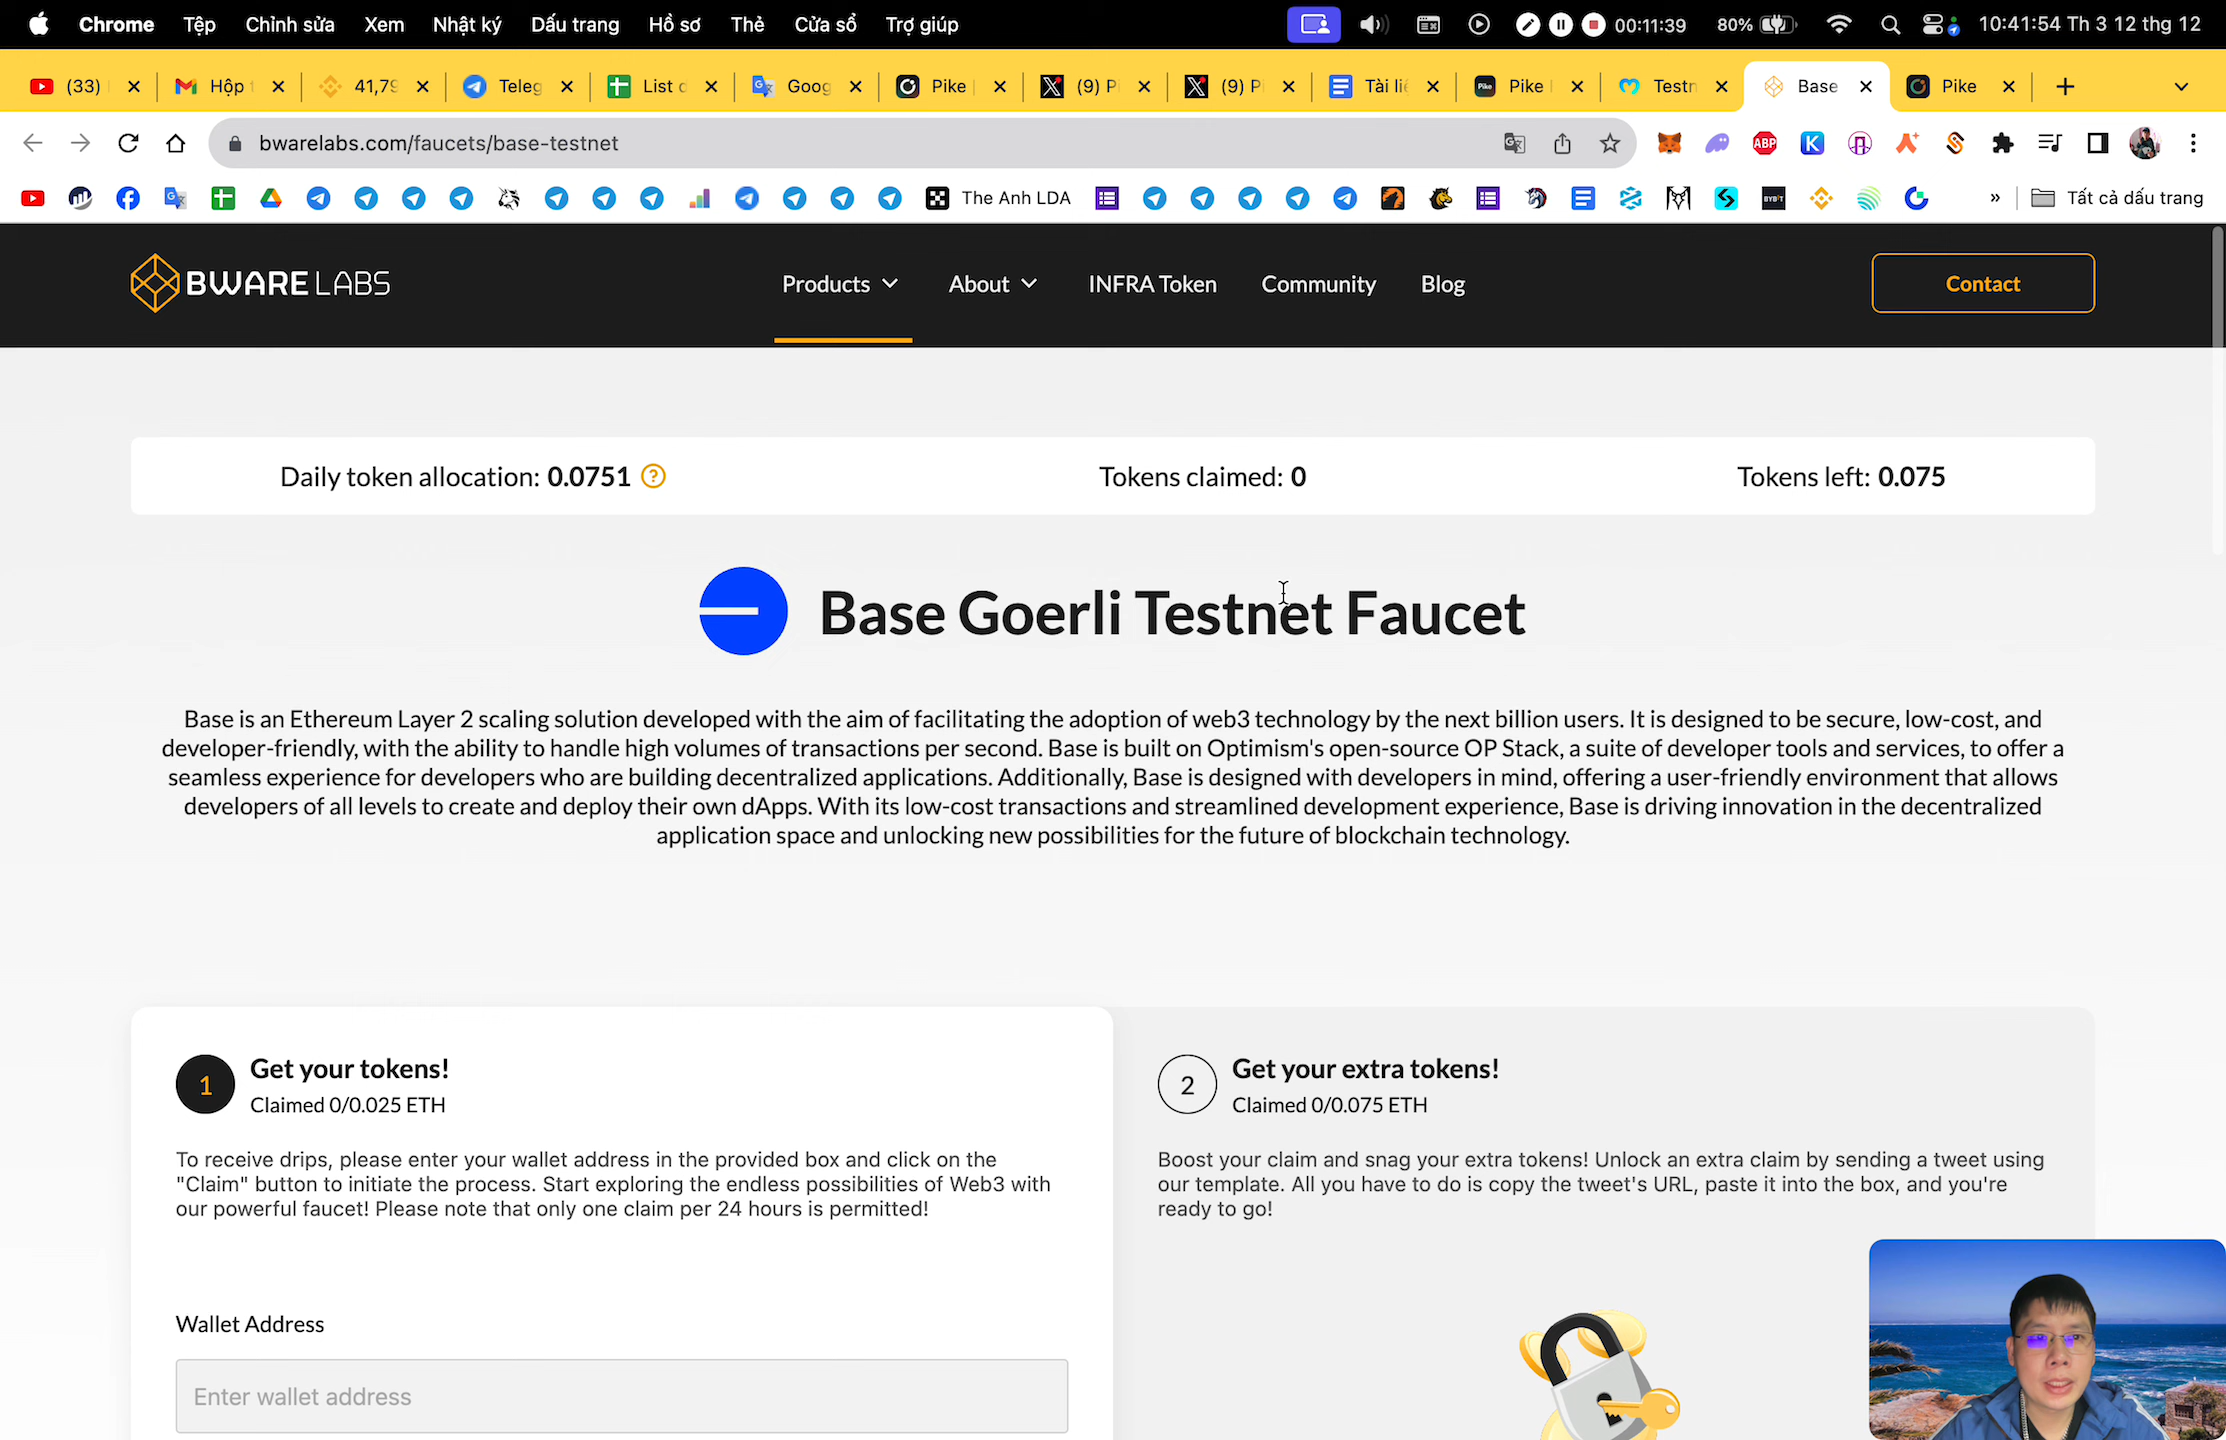 Chrome Tệp Chỉnh sửa Xem Nhật ký Dấu trang Hồ sơ Thẻ Cửa sổ Trợ giúp 00:11:39 80% 10:41:54 Th 3 12 thg 12
(33) Hộp 41,79 Teleg List Goog Pike (9) P (9) Pi Tài liệ Pike Testn Base Pike
bwarelabs.com/faucets/base-testnet
The Anh LDA » Tất cả dấu trang
BWARE LABS Products About INFRA Token Community Blog Contact
Daily token allocation: 0.0751 Tokens claimed: 0 Tokens left: 0.075
Base Goerli Testnet Faucet
Base is an Ethereum Layer 2 scaling solution developed with the aim of facilitating the adoption of web3 technology by the next billion users. It is designed to be secure, low-cost, and
developer-friendly, with the ability to handle high volumes of transactions per second. Base is built on Optimism's open-source OP Stack, a suite of developer tools and services, to offer a
seamless experience for developers who are building decentralized applications. Additionally, Base is designed with developers in mind, offering a user-friendly environment that allows
developers of all levels to create and deploy their own dApps. With its low-cost transactions and streamlined development experience, Base is driving innovation in the decentralized
application space and unlocking new possibilities for the future of blockchain technology.
1 Get your tokens!
Claimed 0/0.025 ETH
To receive drips, please enter your wallet address in the provided box and click on the
"Claim" button to initiate the process. Start exploring the endless possibilities of Web3 with
our powerful faucet! Please note that only one claim per 24 hours is permitted!
Wallet Address
Enter wallet address
2 Get your extra tokens!
Claimed 0/0.075 ETH
Boost your claim and snag your extra tokens! Unlock an extra claim by sending a tweet using
our template. All you have to do is copy the tweet's URL, paste it into the box, and you're
ready to go!